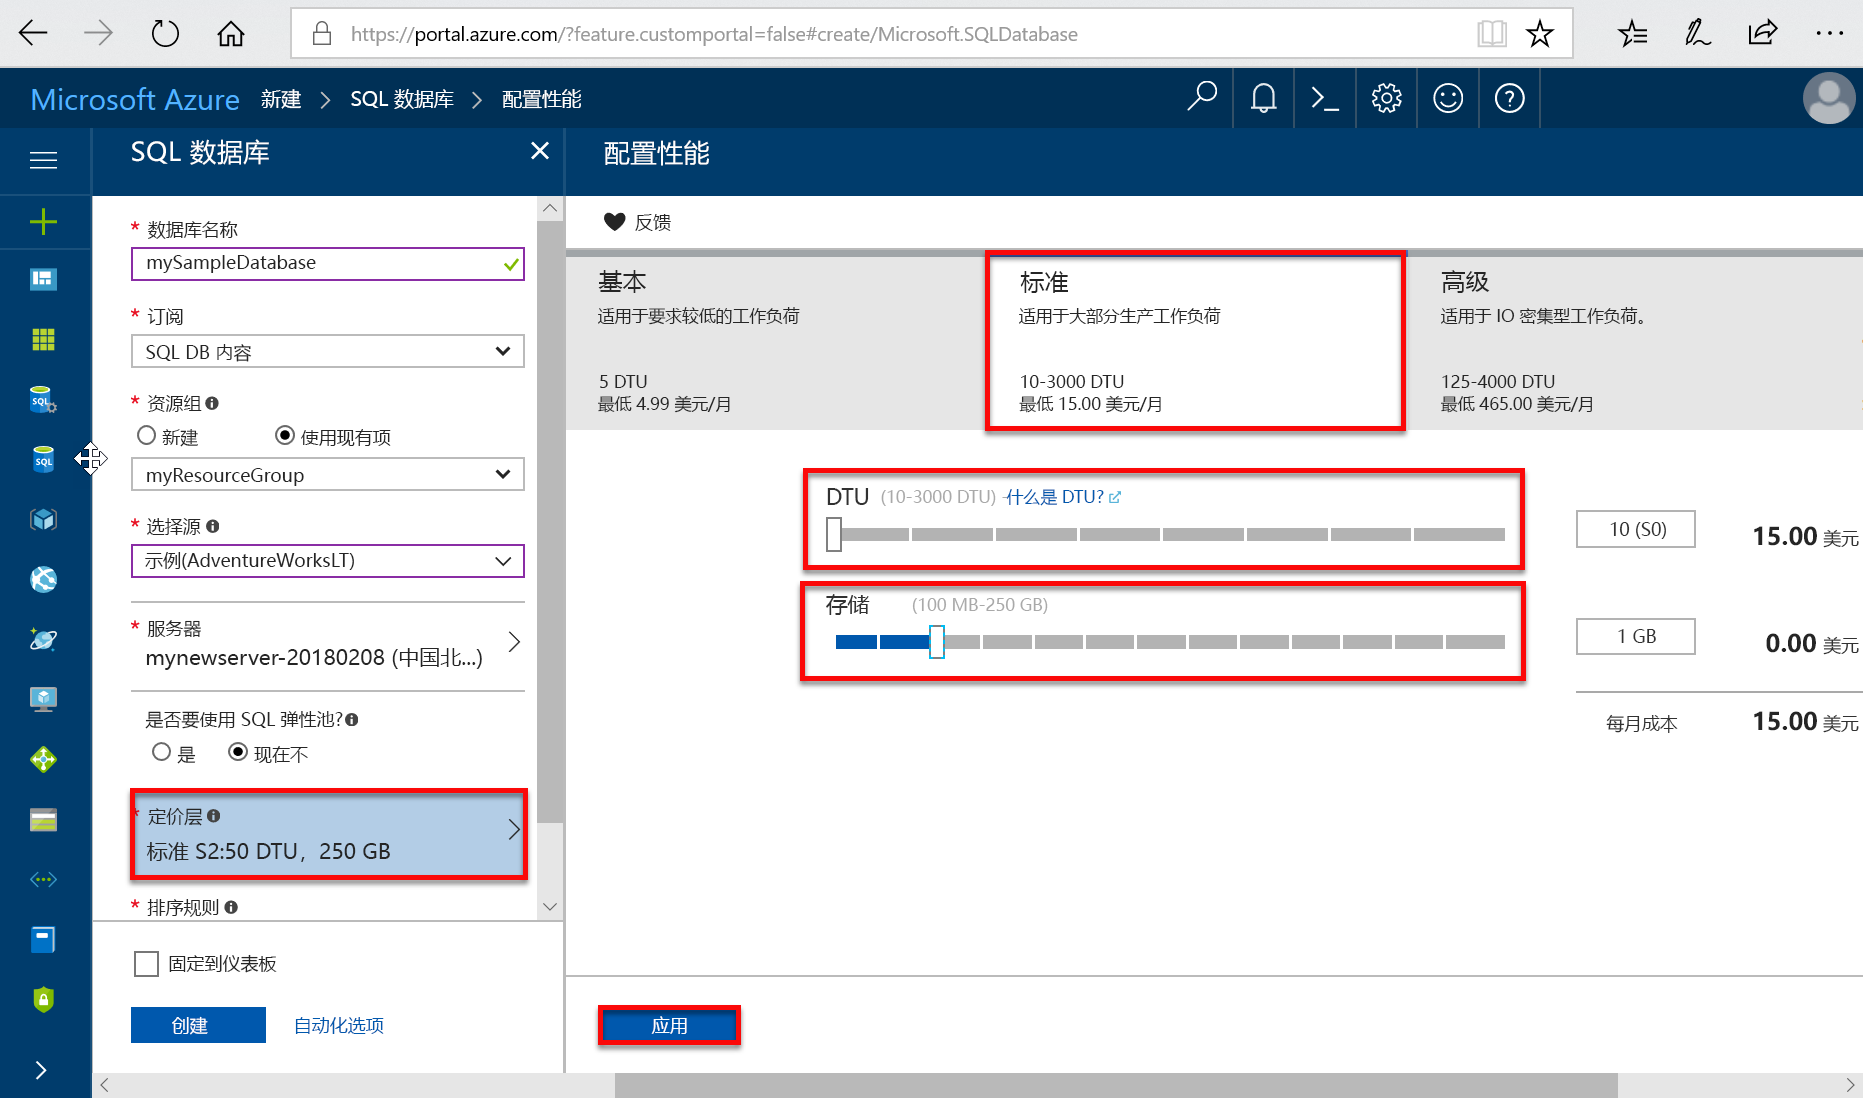 https://portal.azure.com/?feature.customportal=false#create/Microsoft.SQLDatabase
Microsoft Azure 新建 > SQL 数据库 > 配置性能
SQL 数据库
* 数据库名称
mySampleDatabase
* 订阅
SQL DB 内容
* 资源组
新建 使用现有项
myResourceGroup
* 选择源
示例(AdventureWorksLT)
* 服务器
mynewserver-20180208 (中国北...)
是否要使用 SQL 弹性池?
是 现在不
* 定价层
标准 S2:50 DTU，250 GB
* 排序规则
固定到仪表板
创建 自动化选项
配置性能
反馈
基本
适用于要求较低的工作负荷
5 DTU
最低 4.99 美元/月
标准
适用于大部分生产工作负荷
10-3000 DTU
最低 15.00 美元/月
高级
适用于 IO 密集型工作负荷。
125-4000 DTU
最低 465.00 美元/月
DTU (10-3000 DTU) -什么是 DTU?
10 (S0) 15.00 美元
存储 (100 MB-250 GB)
1 GB 0.00 美元
每月成本 15.00 美元
应用
SQL
SQL